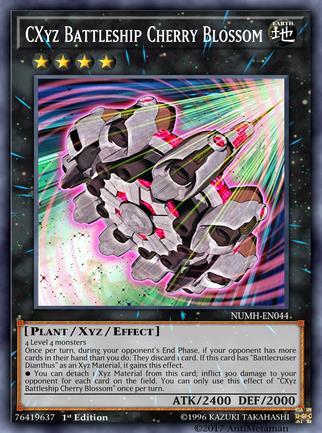 CXyz Battleship Cherry Blossom
EARTH
地
NUMH-EN044
[Plant / Xyz / Effect]
4 Level 4 monsters
Once per turn, during your opponent's End Phase, if your opponent has more
cards in their hand than you do: They discard 1 card. If this card has "Battlecruiser
Dianthus" as an Xyz Material, it gains this effect.
● You can detach 1 Xyz Material from this card; inflict 300 damage to your
opponent for each card on the field. You can only use this effect of "CXyz
Battleship Cherry Blossom" once per turn.
ATK/2400 DEF/2000
76419637 1st Edition ©1996 KAZUKI TAKAHASHI
©2017 AntiMetaman